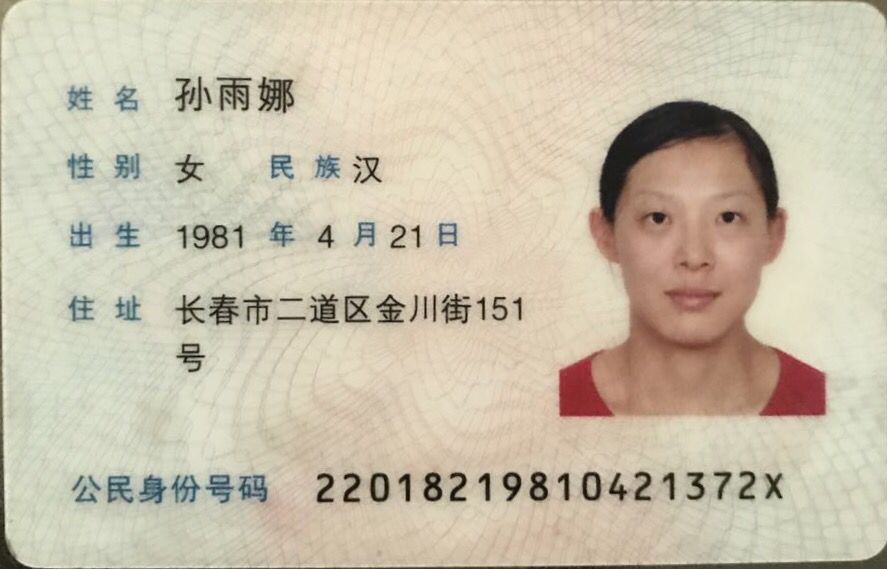 姓名 孙雨娜
性别 女 民族 汉
出生 1981 年 4 月 21 日
住址 长春市二道区金川街151
号
公民身份号码 22018219810421372X